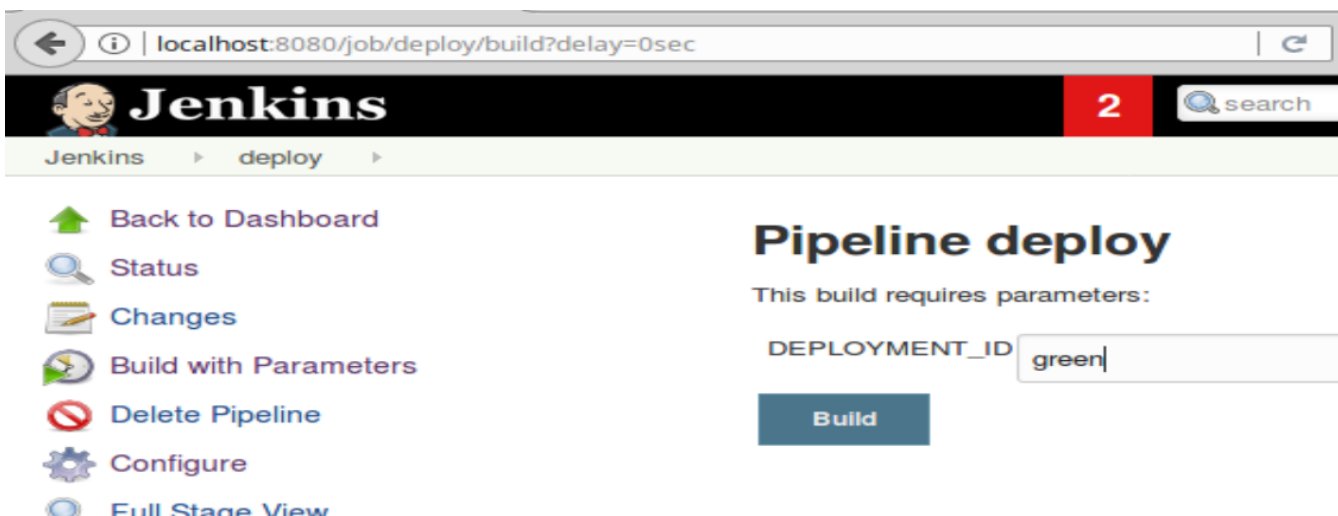 localhost:8080/job/deploy/build?delay=0sec
Jenkins
2
search
Jenkins deploy
Back to Dashboard
Status
Changes
Build with Parameters
Delete Pipeline
Configure
Full Stage View
Pipeline deploy
This build requires parameters:
DEPLOYMENT_ID green
Build